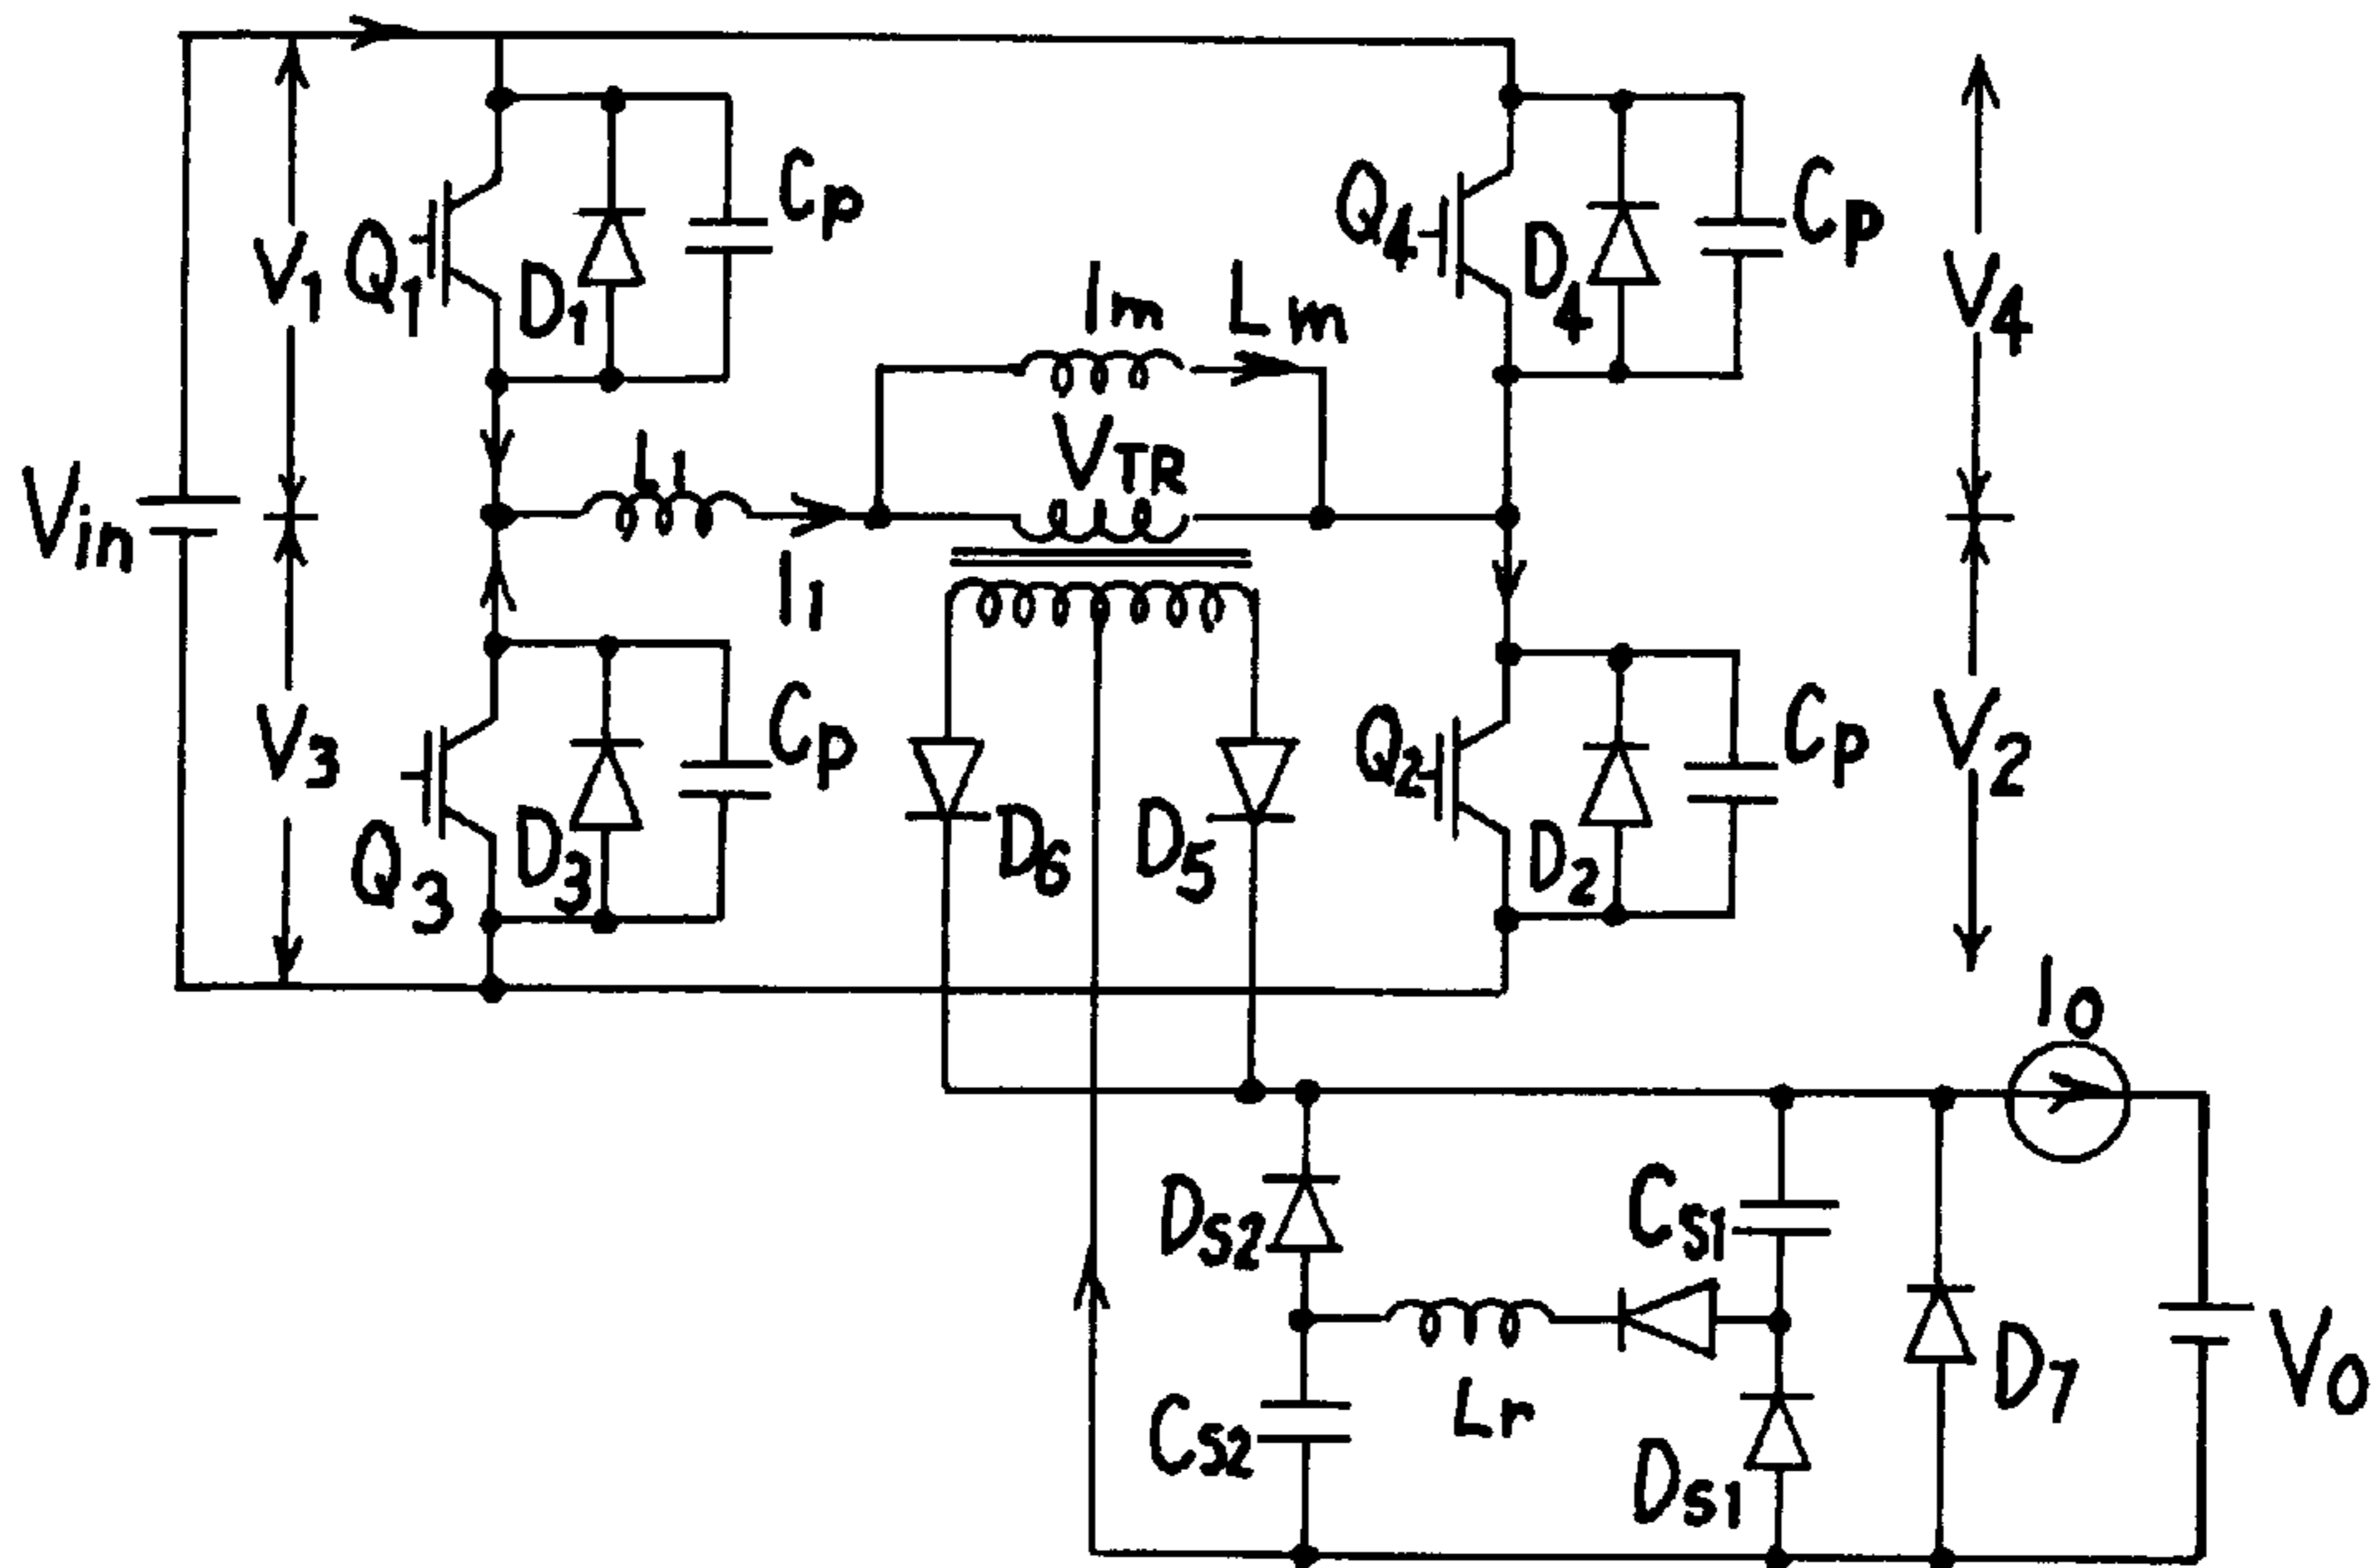 Vin
V1
V3
Q1
D1
Cp
Q3
D3
Cp
L1
I1
Im
Lm
VTR
Q4
D4
Cp
Q2
D2
Cp
V4
V2
D6
D5
Io
Ds2
Cs1
Cs2
Lr
Ds1
D7
Vo